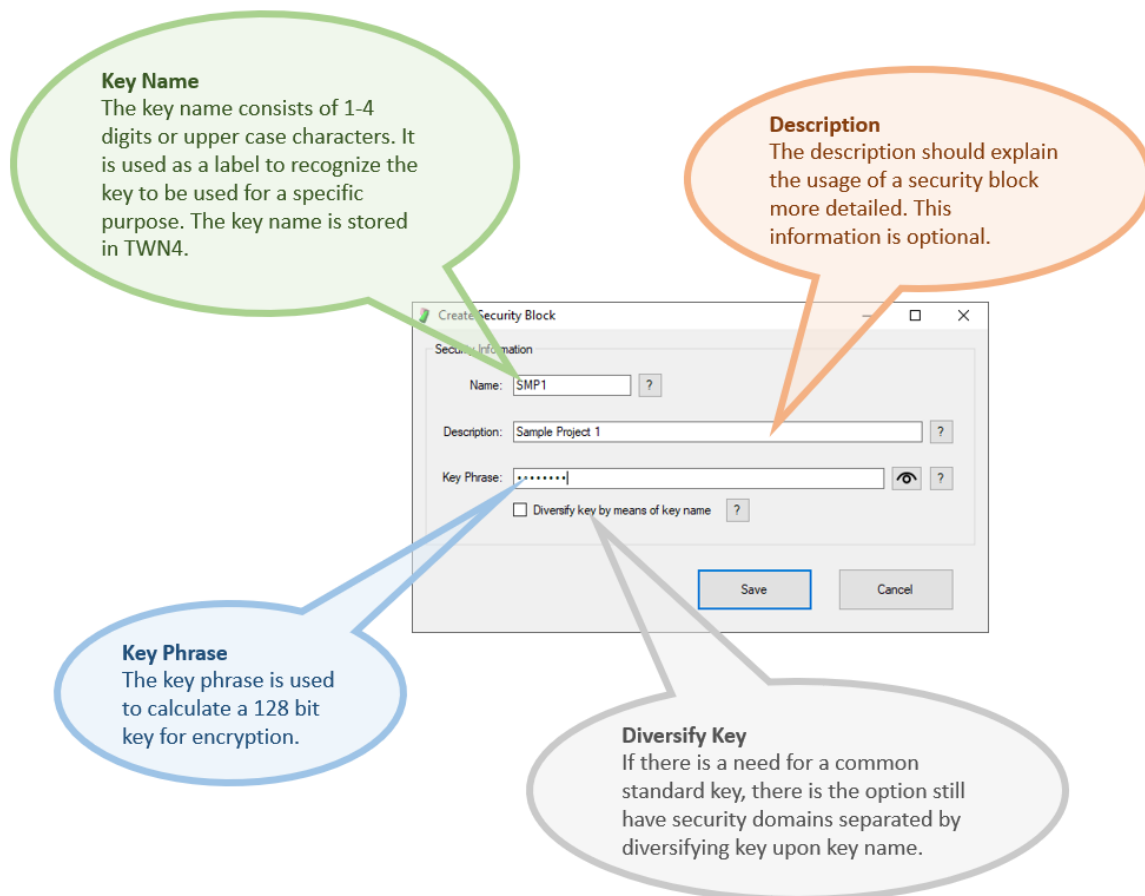 Key Name
The key name consists of 1-4
digits or upper case characters. It
is used as a label to recognize the
key to be used for a specific
purpose. The key name is stored
in TWN4.
Description
The description should explain
the usage of a security block
more detailed. This
information is optional.
Create Security Block
Security Information
Name: SMP1 ?
Description: Sample Project 1 ?
Key Phrase: •••••••• ?
Diversify key by means of key name ?
Save Cancel
Key Phrase
The key phrase is used
to calculate a 128 bit
key for encryption.
Diversify Key
If there is a need for a common
standard key, there is the option still
have security domains separated by
diversifying key upon key name.